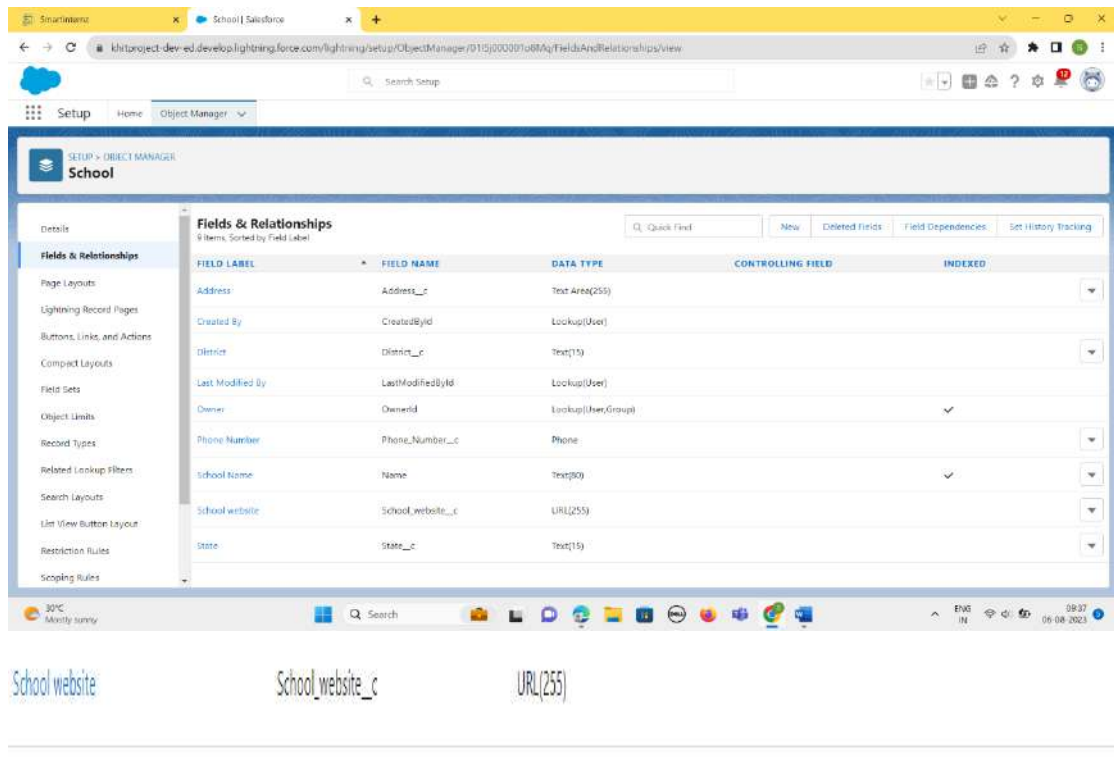 Smartinternz
School | Salesforce
khitproject-dev-ed.develop.lightning.force.com/lightning/setup/ObjectManager/01I5j000001o6Mq/FieldsAndRelationships/view
Search Setup
12
Setup Home Object Manager
SETUP > OBJECT MANAGER
School
Details
Fields & Relationships
Page Layouts
Lightning Record Pages
Buttons, Links, and Actions
Compact Layouts
Field Sets
Object Limits
Record Types
Related Lookup Filters
Search Layouts
List View Button Layout
Restriction Rules
Scoping Rules
Fields & Relationships
9 Items, Sorted by Field Label
Quick Find New Deleted Fields Field Dependencies Set History Tracking
FIELD LABEL FIELD NAME DATA TYPE CONTROLLING FIELD INDEXED
Address Address__c Text Area(255)
Created By CreatedById Lookup(User)
District District__c Text(15)
Last Modified By LastModifiedById Lookup(User)
Owner OwnerId Lookup(User,Group)
Phone Number Phone_Number__c Phone
School Name Name Text(80)
School website School_website__c URL(255)
State State__c Text(15)
30°C
Mostly sunny
Search
DELL
ENG
IN
09:37
06-08-2023
School website School_website__c URL(255)